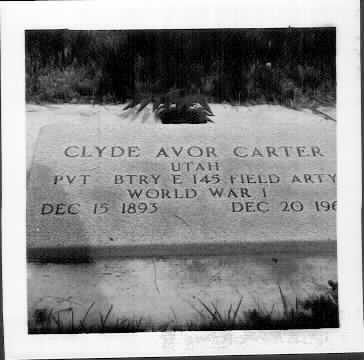 CLYDE AVOR CARTER
UTAH
PVT BTRY E 145 FIELD ARTY
WORLD WAR I
DEC 15 1893 DEC 20 196